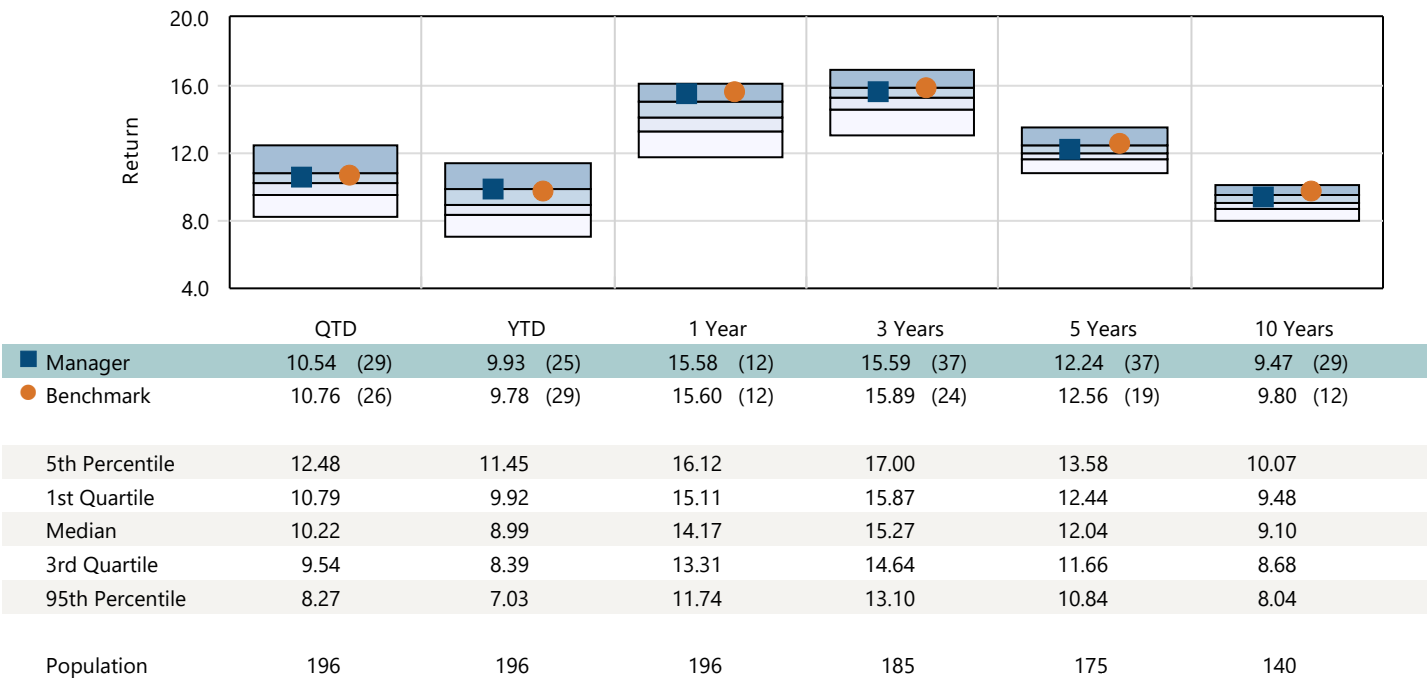 20.0
16.0
12.0
8.0
4.0
Return
QTD YTD 1 Year 3 Years 5 Years 10 Years
Manager 10.54 (29) 9.93 (25) 15.58 (12) 15.59 (37) 12.24 (37) 9.47 (29)
Benchmark 10.76 (26) 9.78 (29) 15.60 (12) 15.89 (24) 12.56 (19) 9.80 (12)
5th Percentile 12.48 11.45 16.12 17.00 13.58 10.07
1st Quartile 10.79 9.92 15.11 15.87 12.44 9.48
Median 10.22 8.99 14.17 15.27 12.04 9.10
3rd Quartile 9.54 8.39 13.31 14.64 11.66 8.68
95th Percentile 8.27 7.03 11.74 13.10 10.84 8.04
Population 196 196 196 185 175 140